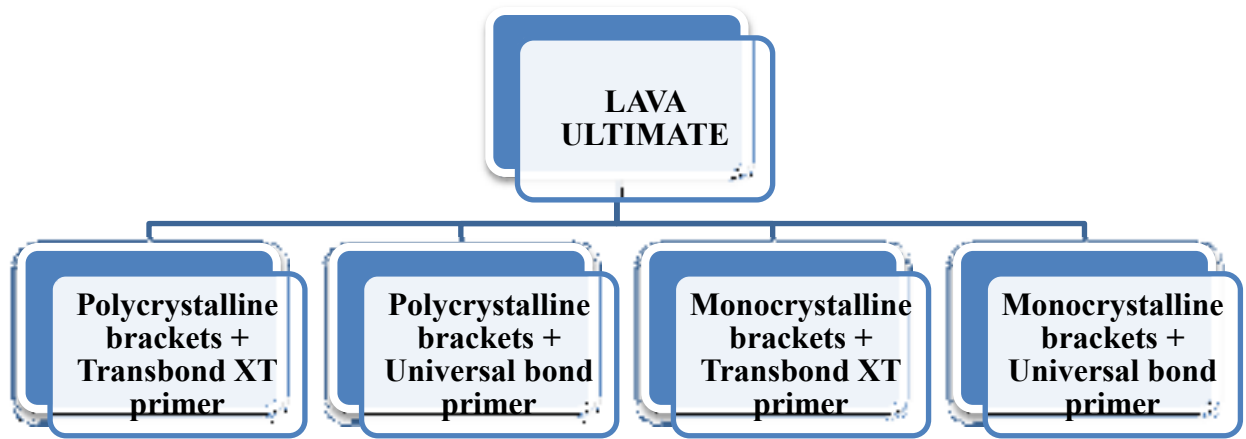 LAVA
ULTIMATE
Polycrystalline
brackets +
Transbond XT
primer
Polycrystalline
brackets +
Universal bond
primer
Monocrystalline
brackets +
Transbond XT
primer
Monocrystalline
brackets +
Universal bond
primer